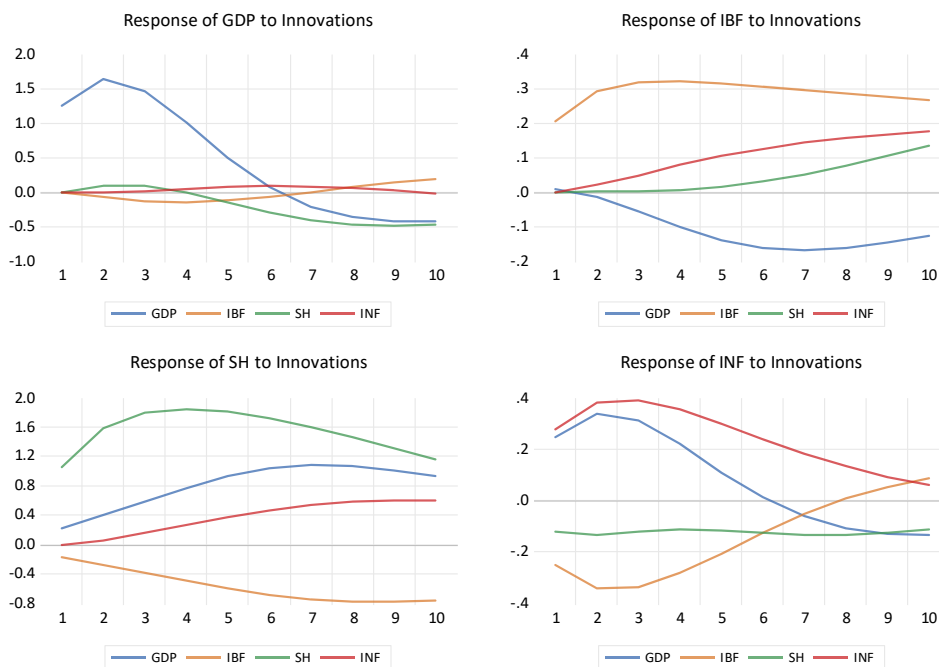 Response of GDP to Innovations
2.0
1.5
1.0
0.5
0.0
-0.5
-1.0
1 2 3 4 5 6 7 8 9 10
GDP IBF SH INF
Response of IBF to Innovations
.4
.3
.2
.1
.0
-.1
-.2
1 2 3 4 5 6 7 8 9 10
GDP IBF SH INF
Response of SH to Innovations
2.0
1.6
1.2
0.8
0.4
0.0
-0.4
-0.8
1 2 3 4 5 6 7 8 9 10
GDP IBF SH INF
Response of INF to Innovations
.4
.2
.0
-.2
-.4
1 2 3 4 5 6 7 8 9 10
GDP IBF SH INF